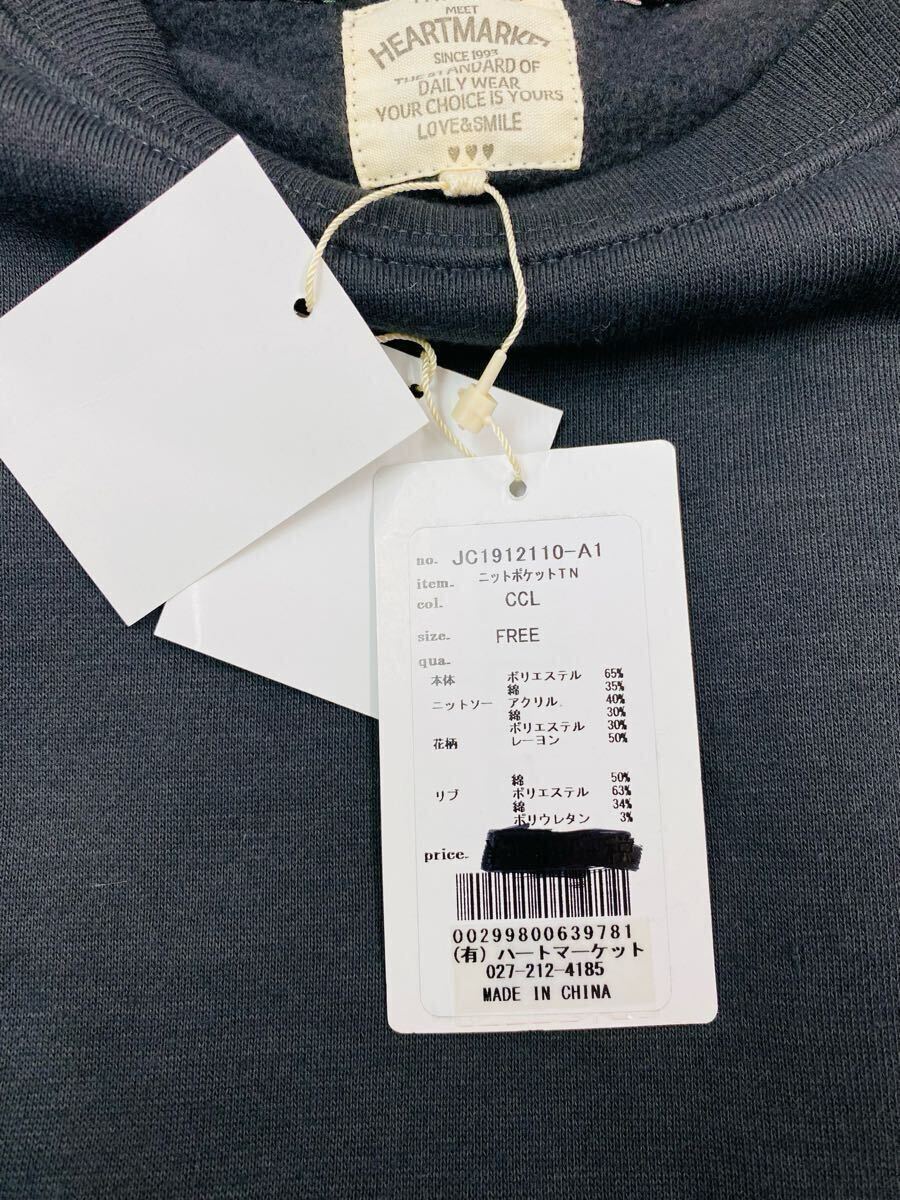 MEET
HEARTMARKE
SINCE 1993
THE STANDARD OF
DAILY WEAR
YOUR CHOICE IS YOURS
LOVE&SMILE
no. JC1912110-A1
item. ニットポケットTN
col. CCL
size. FREE
qua.
本体 ポリエステル 65%
綿 35%
ニットソー アクリル 40%
綿 30%
ポリエステル 30%
花柄 レーヨン 50%
綿 50%
リブ ポリエステル 63%
綿 34%
ポリウレタン 3%
price.
00299800639781
(有)ハートマーケット
027-212-4185
MADE IN CHINA